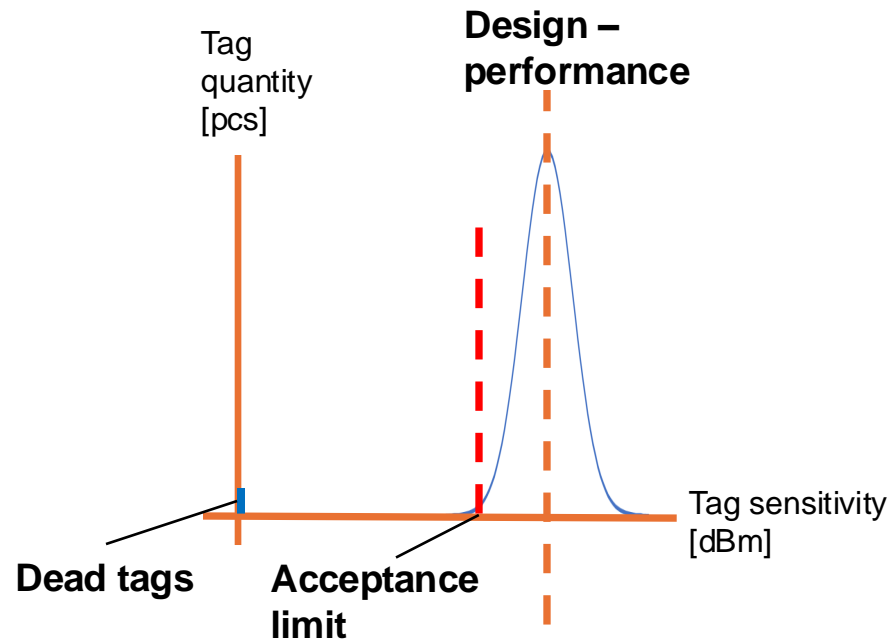 Tag
quantity
[pcs]
Design –
performance
Tag sensitivity
[dBm]
Dead tags
Acceptance
limit